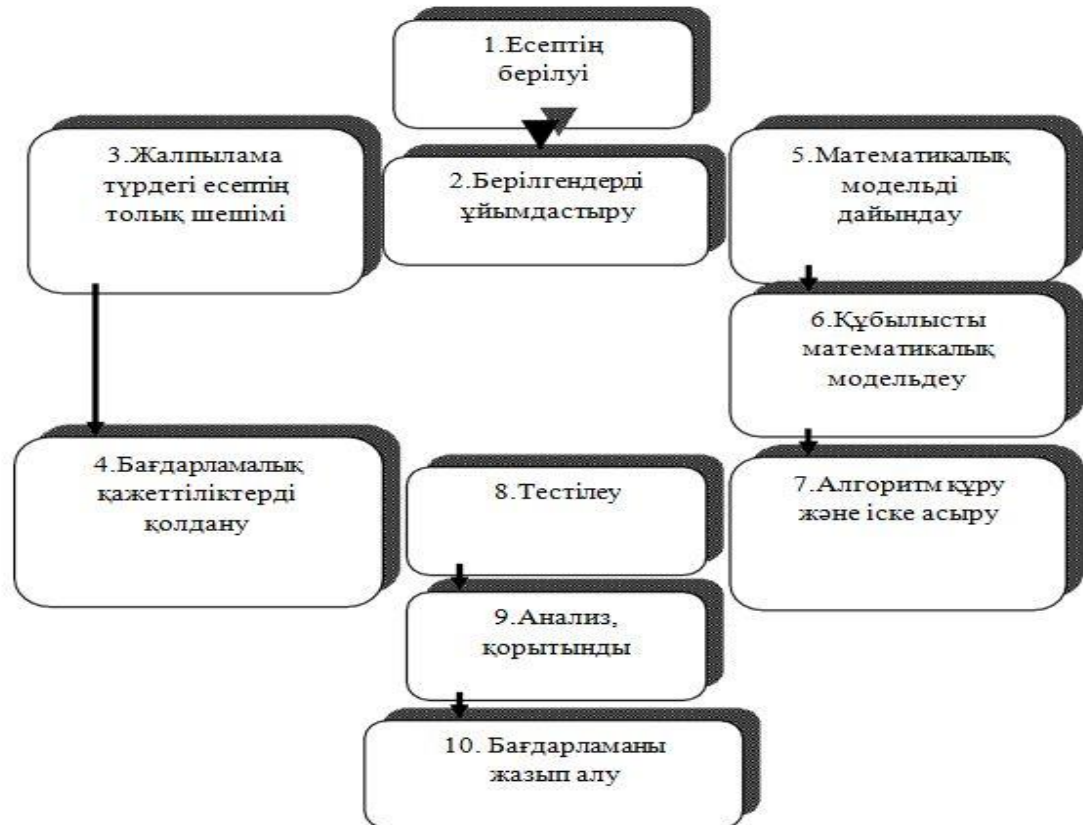 1.Есептің
берілуі
2.Берілгендерді
ұйымдастыру
3.Жалпылама
түрдегі есептің
толық шешімі
4.Бағдарламалық
қажеттіліктерді
қолдану
5.Математикалық
модельді
дайындау
6.Құбылысты
математикалық
модельдеу
7.Алгоритм құру
және іске асыру
8.Тестілеу
9.Анализ,
қорытынды
10. Бағдарламаны
жазып алу